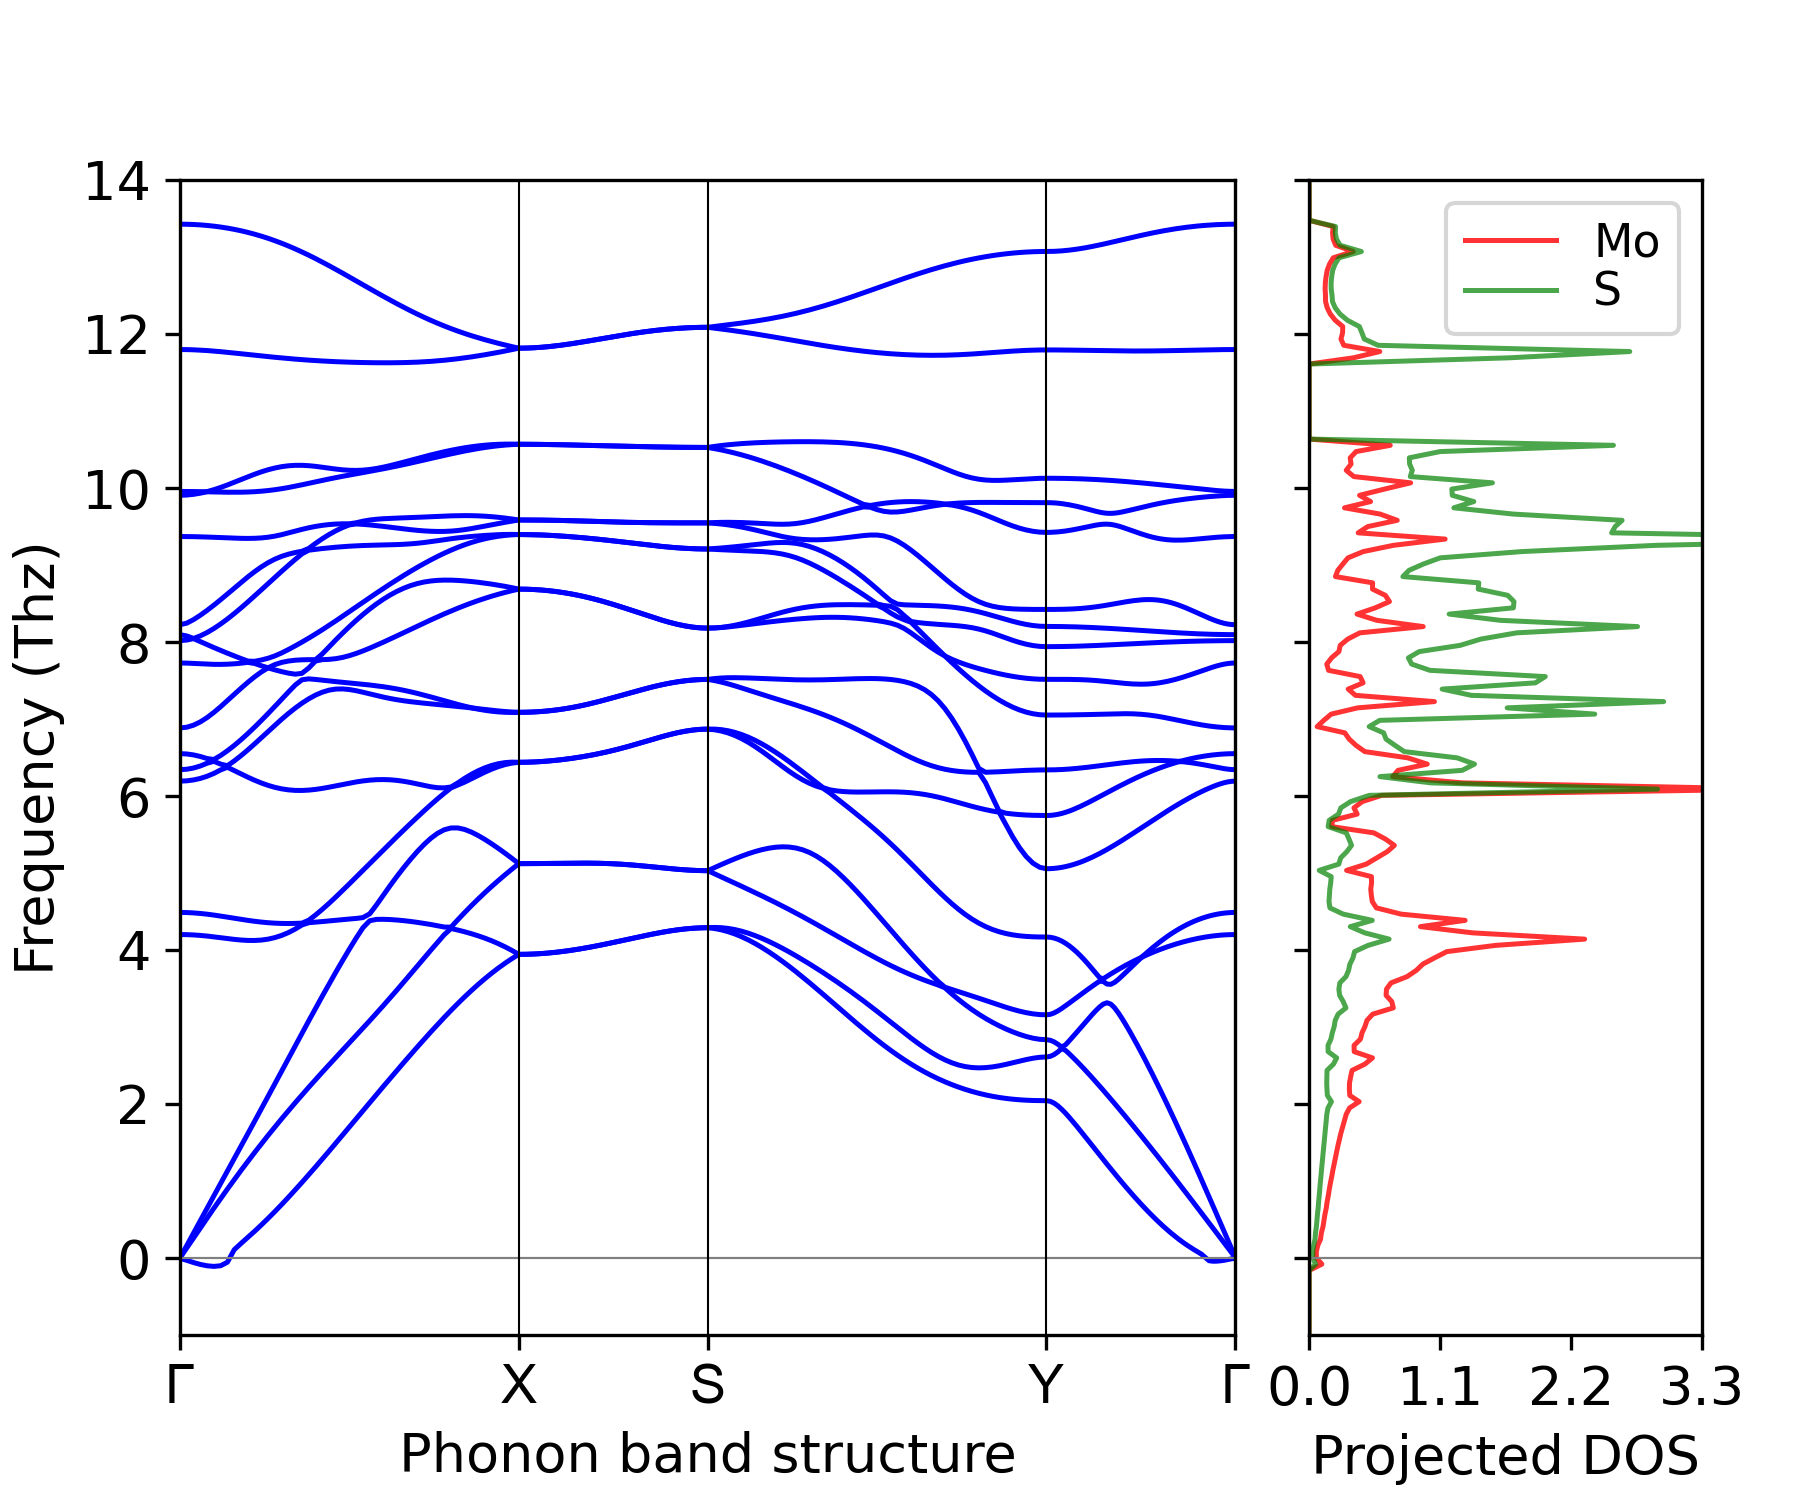 14
12
10
8
6
4
2
0
Frequency (Thz)
Γ X S Y Γ
Phonon band structure
Mo
S
0.0 1.1 2.2 3.3
Projected DOS